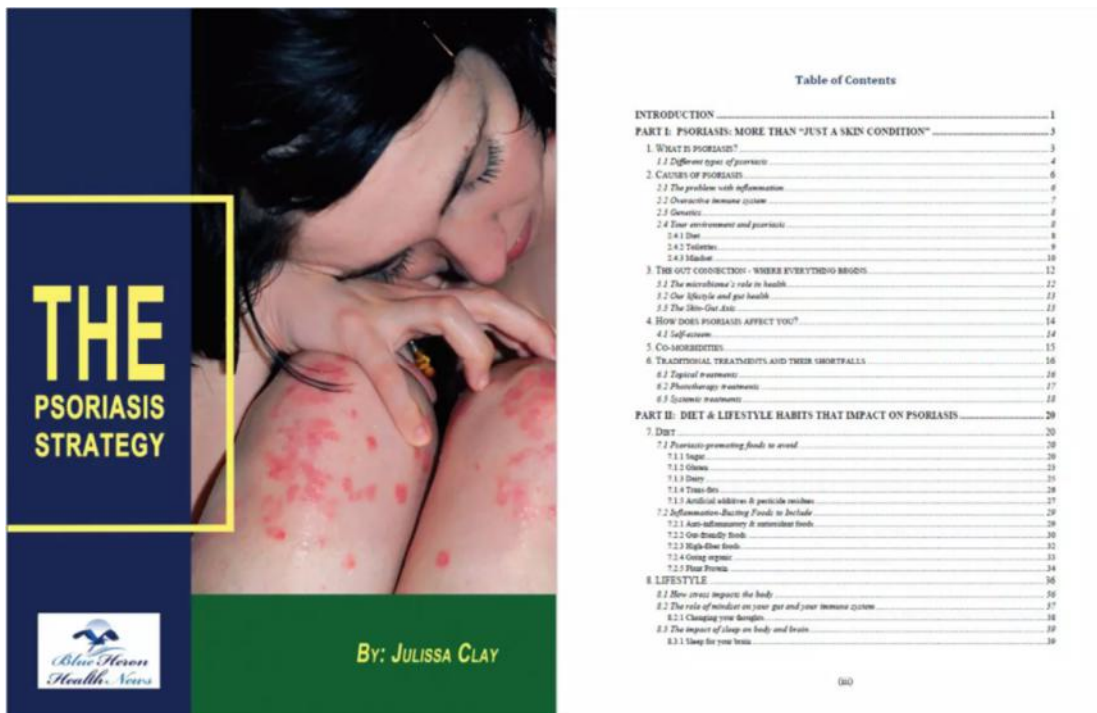 THE
PSORIASIS
STRATEGY
Blue Heron
Health News
BY: JULISSA CLAY
Table of Contents
INTRODUCTION 1
PART I: PSORIASIS: MORE THAN "JUST A SKIN CONDITION" 3
1. WHAT IS PSORIASIS? 3
1.1 Different types of psoriasis 4
2. CAUSES OF PSORIASIS 6
2.1 The problem with inflammation 6
2.2 Overactive immune system 7
2.3 Genetics 8
2.4 Your environment and psoriasis 8
2.4.1 Diet 8
2.4.2 Toiletries 9
2.4.3 Mindset 10
3. THE GUT CONNECTION - WHERE EVERYTHING BEGINS 12
3.1 The microbiome's role in health 12
3.2 Our lifestyle and gut health 13
3.3 The Skin-Gut Axis 13
4. HOW DOES PSORIASIS AFFECT YOU? 14
4.1 Self-esteem 14
5. CO-MORBIDITIES 15
6. TRADITIONAL TREATMENTS AND THEIR SHORTFALLS 16
6.1 Topical treatments 16
6.2 Phototherapy treatments 17
6.3 Systemic treatments 18
PART II: DIET & LIFESTYLE HABITS THAT IMPACT ON PSORIASIS 20
7. DIET 20
7.1 Psoriasis-promoting foods to avoid 20
7.1.1 Sugar 20
7.1.2 Gluten 23
7.1.3 Dairy 25
7.1.4 Trans-fats 26
7.1.5 Artificial additives & pesticide residues 27
7.2 Inflammation-Busting Foods to Include 29
7.2.1 Anti-inflammatory & antioxidant foods 29
7.2.2 Gut-friendly foods 30
7.2.3 High-fiber foods 32
7.2.4 Going organic 33
7.2.5 Plant Protein 34
8. LIFESTYLE 36
8.1 How stress impacts the body 36
8.2 The role of mindset on your gut and your immune system 37
8.2.1 Changing your thoughts 38
8.3 The impact of sleep on body and brain 39
8.3.1 Sleep for your brain 39
(iii)